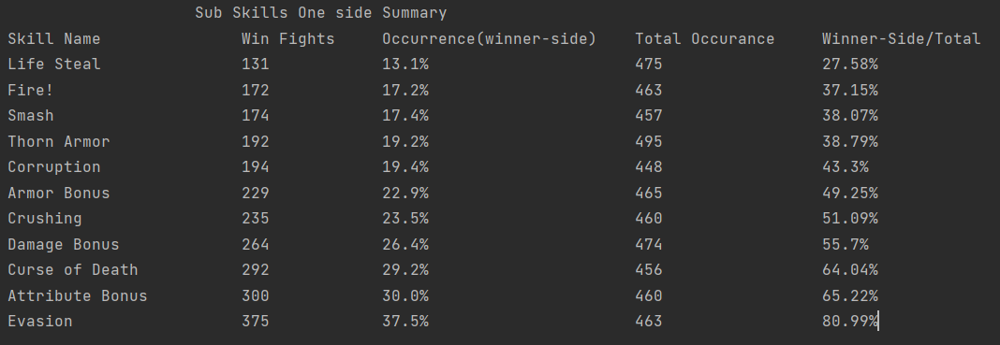 Sub Skills One side Summary
Skill Name Win Fights Occurrence(winner-side) Total Occurance Winner-Side/Total
Life Steal 131 13.1% 475 27.58%
Fire! 172 17.2% 463 37.15%
Smash 174 17.4% 457 38.07%
Thorn Armor 192 19.2% 495 38.79%
Corruption 194 19.4% 448 43.3%
Armor Bonus 229 22.9% 465 49.25%
Crushing 235 23.5% 460 51.09%
Damage Bonus 264 26.4% 474 55.7%
Curse of Death 292 29.2% 456 64.04%
Attribute Bonus 300 30.0% 460 65.22%
Evasion 375 37.5% 463 80.99%